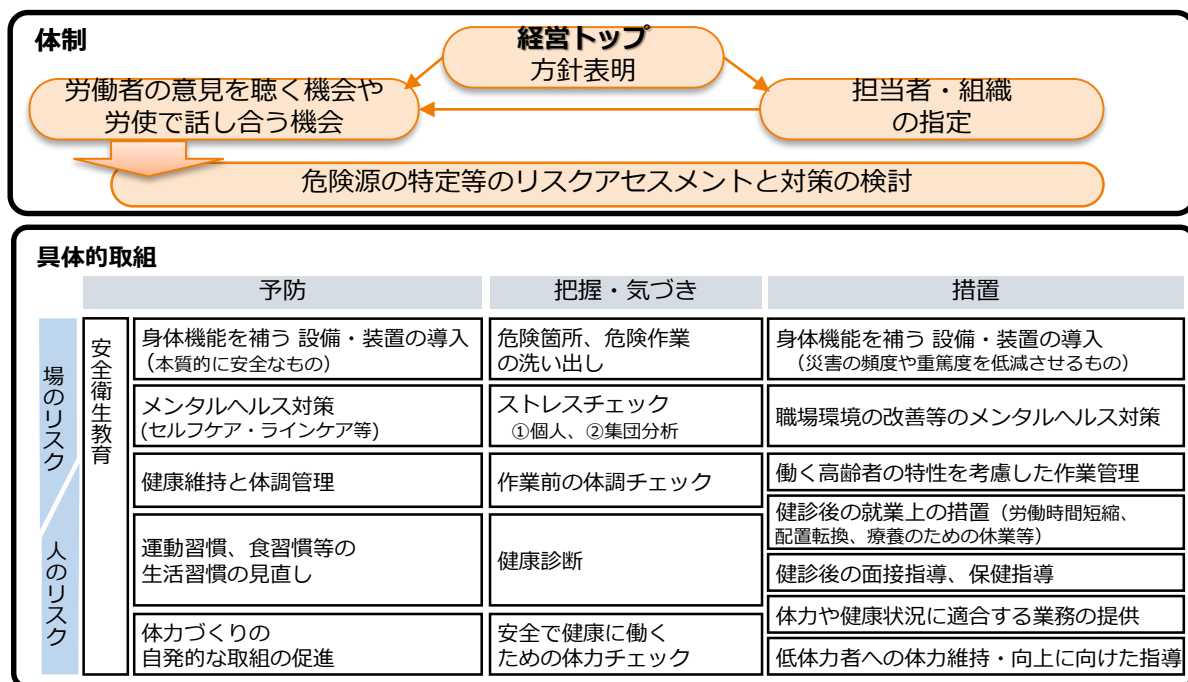 体制
経営トップ
方針表明
労働者の意見を聴く機会や
労使で話し合う機会
担当者・組織
の指定
危険源の特定等のリスクアセスメントと対策の検討
具体的取組
予防
把握・気づき
措置
場のリスク
人のリスク
安全衛生教育
身体機能を補う 設備・装置の導入
（本質的に安全なもの）
危険箇所、危険作業
の洗い出し
身体機能を補う 設備・装置の導入
（災害の頻度や重篤度を低減させるもの）
メンタルヘルス対策
(セルフケア・ラインケア等)
ストレスチェック
①個人、②集団分析
職場環境の改善等のメンタルヘルス対策
健康維持と体調管理
作業前の体調チェック
働く高齢者の特性を考慮した作業管理
運動習慣、食習慣等の
生活習慣の見直し
健康診断
健診後の就業上の措置（労働時間短縮、
配置転換、療養のための休業等）
健診後の面接指導、保健指導
体力づくりの
自発的な取組の促進
安全で健康に働く
ための体力チェック
体力や健康状況に適合する業務の提供
低体力者への体力維持・向上に向けた指導